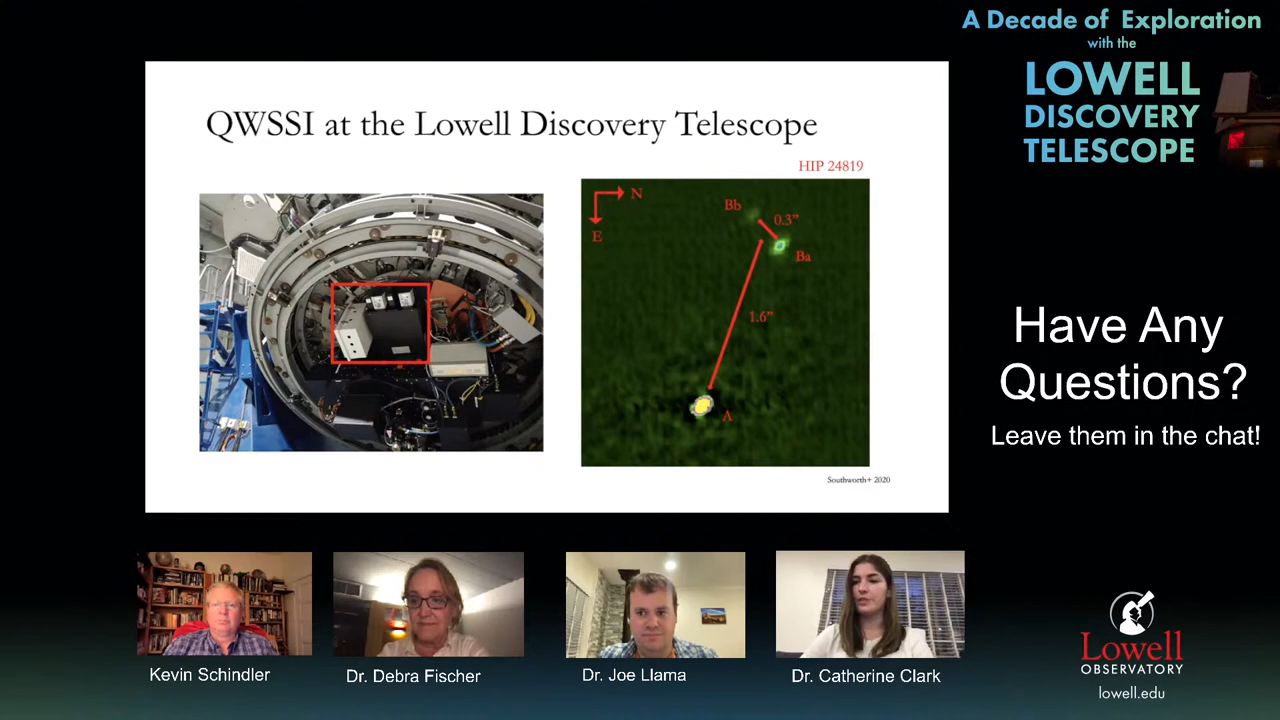 A Decade of Exploration
with the
LOWELL
DISCOVERY
TELESCOPE
QWSSI at the Lowell Discovery Telescope
HIP 24819
N
E
Bb
0.3"
Ba
1.6"
A
Southworth+ 2020
Have Any
Questions?
Leave them in the chat!
Kevin Schindler
Dr. Debra Fischer
Dr. Joe Llama
Dr. Catherine Clark
Lowell
OBSERVATORY
lowell.edu